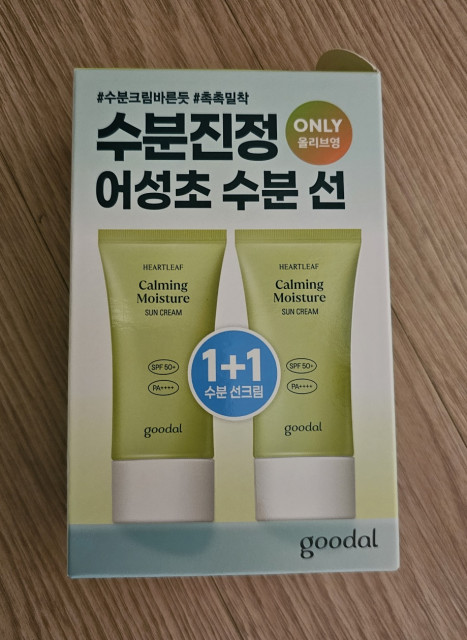 #수분크림바른듯 #촉촉밀착
수분진정
ONLY
올리브영
어성초 수분 선
HEARTLEAF
Calming
Moisture
SUN CREAM
SPF 50+
PA++++
goodal
HEARTLEAF
Calming
Moisture
SUN CREAM
SPF 50+
PA++++
goodal
1+1
수분 선크림
goodal